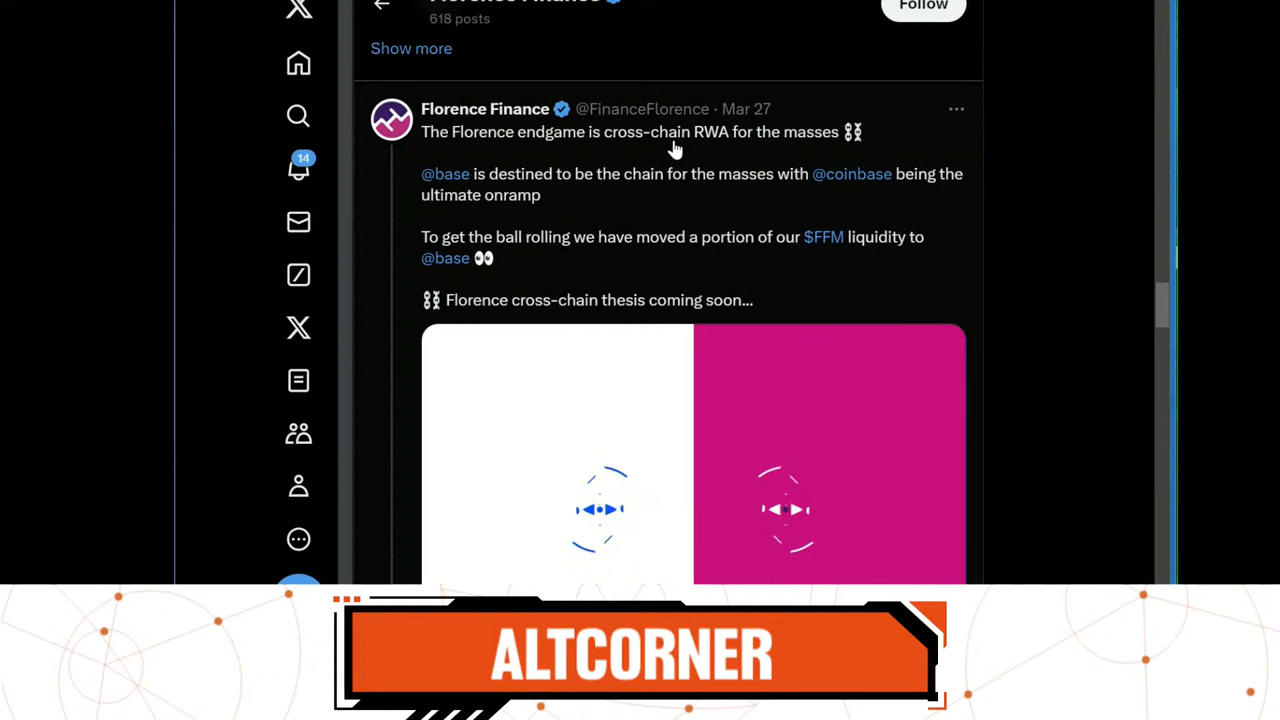 Florence Finance
618 posts
Follow
Show more
Florence Finance @FinanceFlorence · Mar 27
The Florence endgame is cross-chain RWA for the masses ⛓️
@base is destined to be the chain for the masses with @coinbase being the
ultimate onramp
To get the ball rolling we have moved a portion of our $FFM liquidity to
@base 👀
⛓️ Florence cross-chain thesis coming soon...
14
ALTCORNER